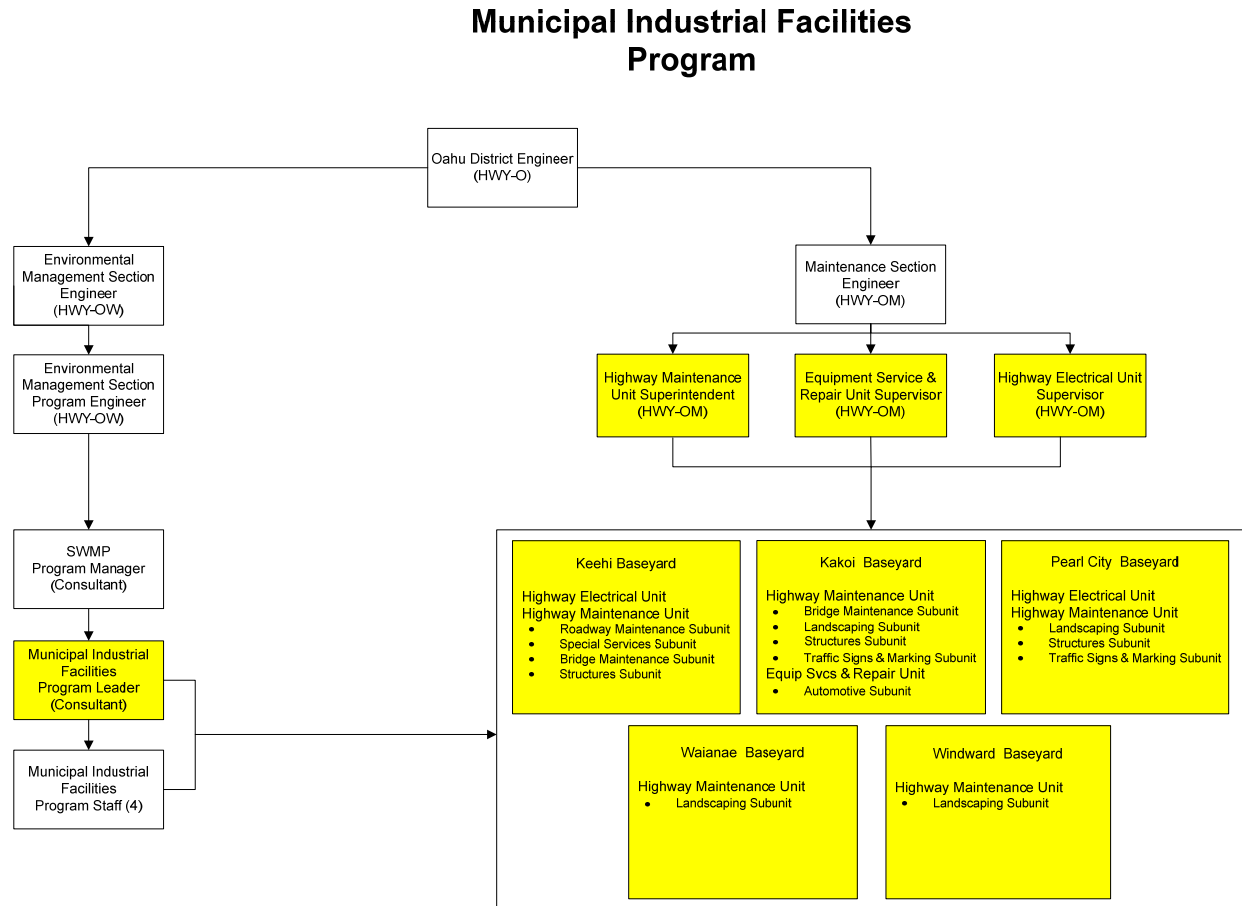 Municipal Industrial Facilities
Program
Oahu District Engineer
(HWY-O)
Environmental
Management Section
Engineer
(HWY-OW)
Maintenance Section
Engineer
(HWY-OM)
Environmental
Management Section
Program Engineer
(HWY-OW)
Highway Maintenance
Unit Superintendent
(HWY-OM)
Equipment Service &
Repair Unit Supervisor
(HWY-OM)
Highway Electrical Unit
Supervisor
(HWY-OM)
SWMP
Program Manager
(Consultant)
Municipal Industrial
Facilities
Program Leader
(Consultant)
Municipal Industrial
Facilities
Program Staff (4)
Keehi Baseyard
Highway Electrical Unit
Highway Maintenance Unit
• Roadway Maintenance Subunit
• Special Services Subunit
• Bridge Maintenance Subunit
• Structures Subunit
Kakoi Baseyard
Highway Maintenance Unit
• Bridge Maintenance Subunit
• Landscaping Subunit
• Structures Subunit
• Traffic Signs & Marking Subunit
Equip Svcs & Repair Unit
• Automotive Subunit
Pearl City Baseyard
Highway Electrical Unit
Highway Maintenance Unit
• Landscaping Subunit
• Structures Subunit
• Traffic Signs & Marking Subunit
Waianae Baseyard
Highway Maintenance Unit
• Landscaping Subunit
Windward Baseyard
Highway Maintenance Unit
• Landscaping Subunit